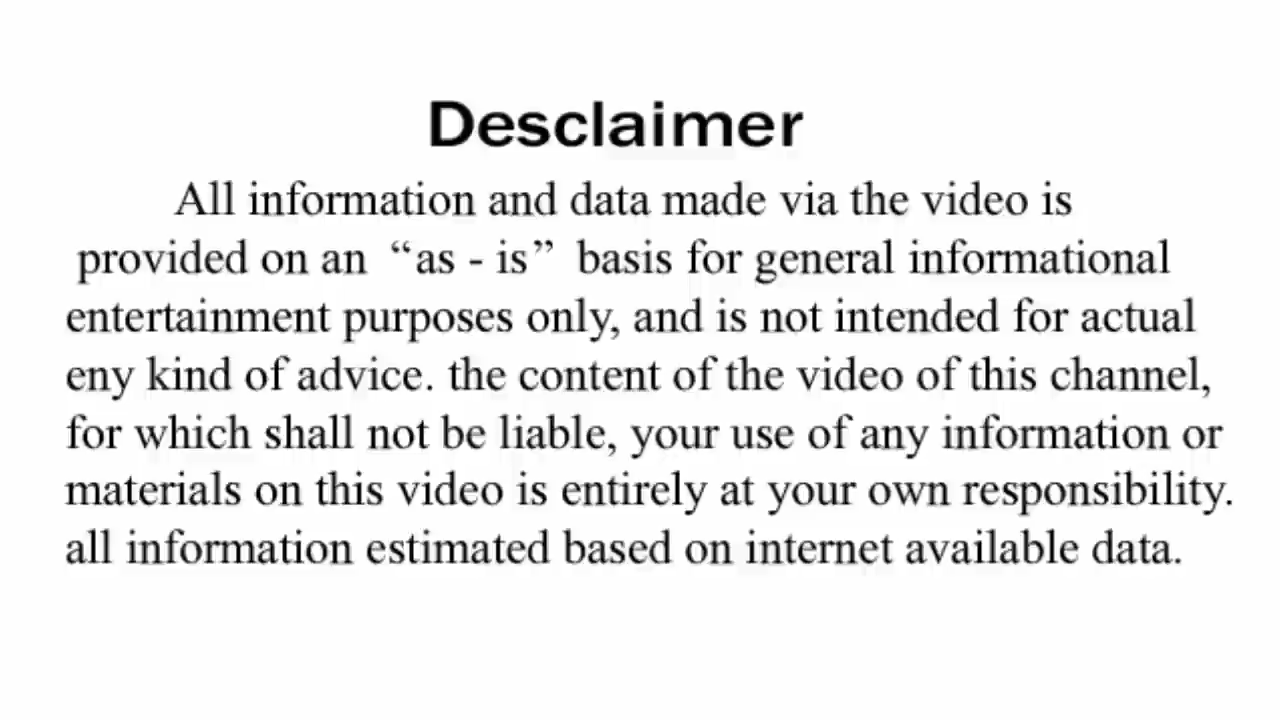 Desclaimer
All information and data made via the video is
provided on an “as - is” basis for general informational
entertainment purposes only, and is not intended for actual
eny kind of advice. the content of the video of this channel,
for which shall not be liable, your use of any information or
materials on this video is entirely at your own responsibility.
all information estimated based on internet available data.